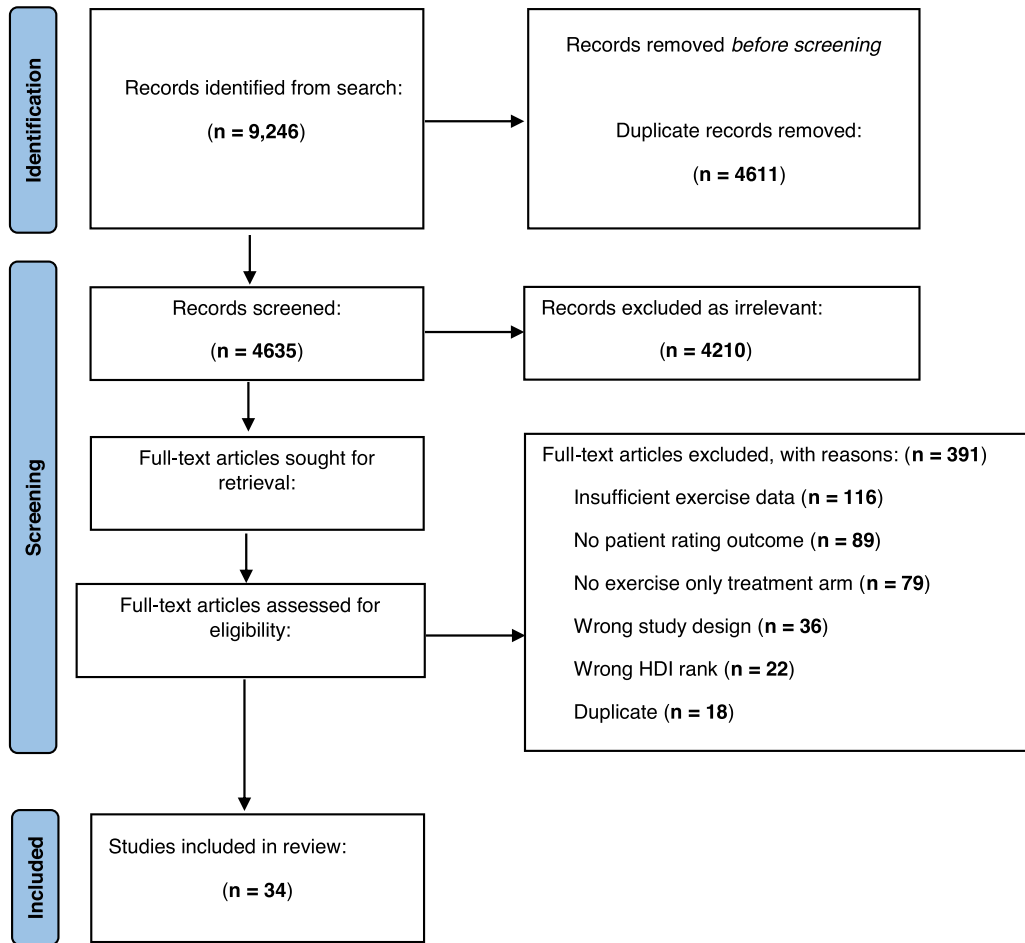 Identification
Records identified from search:
(n = 9,246)
Records removed before screening
Duplicate records removed:
(n = 4611)
Screening
Records screened:
(n = 4635)
Records excluded as irrelevant:
(n = 4210)
Full-text articles sought for
retrieval:
Full-text articles assessed for
eligibility:
Full-text articles excluded, with reasons: (n = 391)
Insufficient exercise data (n = 116)
No patient rating outcome (n = 89)
No exercise only treatment arm (n = 79)
Wrong study design (n = 36)
Wrong HDI rank (n = 22)
Duplicate (n = 18)
Included
Studies included in review:
(n = 34)